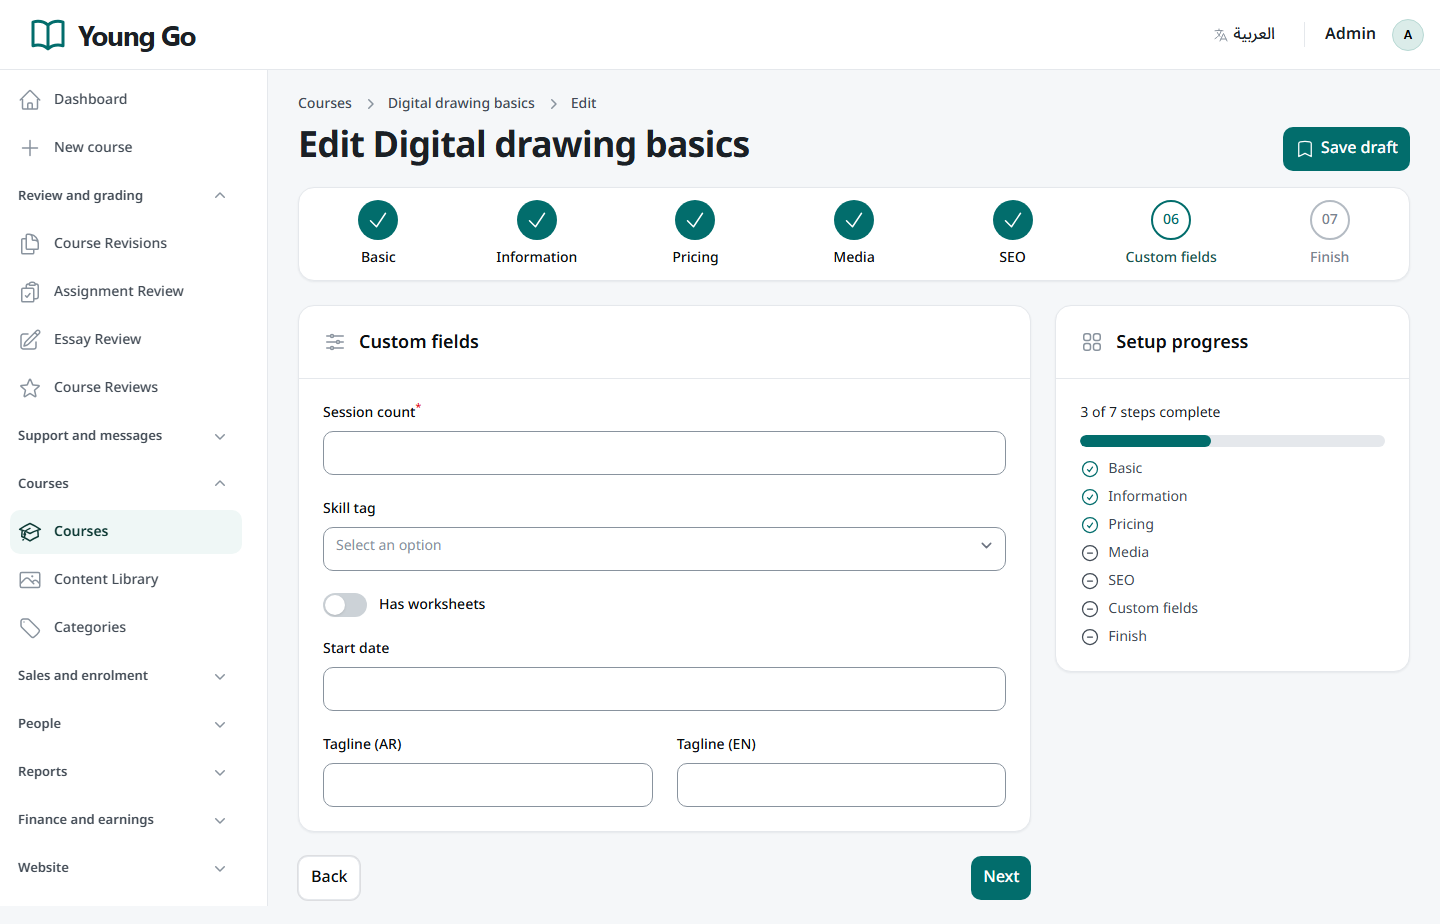 Young Go
العربية
Admin
A
Dashboard
New course
Review and grading
Course Revisions
Assignment Review
Essay Review
Course Reviews
Support and messages
Courses
Courses
Content Library
Categories
Sales and enrolment
People
Reports
Finance and earnings
Website
Courses > Digital drawing basics > Edit
Edit Digital drawing basics
Save draft
Basic
Information
Pricing
Media
SEO
06
Custom fields
07
Finish
Custom fields
Session count*
Skill tag
Select an option
Has worksheets
Start date
Tagline (AR)
Tagline (EN)
Back
Next
Setup progress
3 of 7 steps complete
Basic
Information
Pricing
Media
SEO
Custom fields
Finish